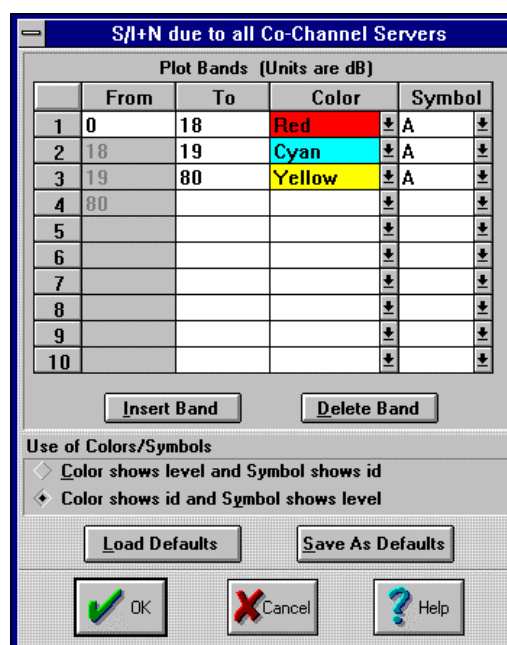 S/I+N due to all Co-Channel Servers
Plot Bands (Units are dB)
From To Color Symbol
1 0 18 Red A
2 18 19 Cyan A
3 19 80 Yellow A
4 80
5
6
7
8
9
10
Insert Band Delete Band
Use of Colors/Symbols
Color shows level and Symbol shows id
Color shows id and Symbol shows level
Load Defaults Save As Defaults
OK Cancel Help